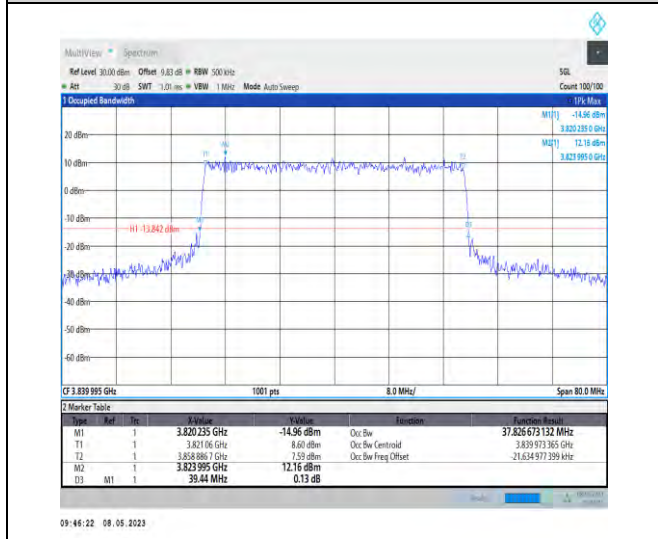 MultiView Spectrum
Ref Level 30.00 dBm Offset 9.83 dB RBW 500 kHz SGL
Att 30 dB SWT 1.01 ms VBW 1 MHz Mode Auto Sweep Count 100/100
1 Occupied Bandwidth 1Pk Max
M1[1] -14.96 dBm
3.820 235 0 GHz
M2[1] 12.16 dBm
3.823 995 0 GHz
20 dBm
M2
T1 T2
10 dBm
0 dBm
-10 dBm
M1 D3
H1 -13.842 dBm
-20 dBm
-30 dBm
-40 dBm
-50 dBm
-60 dBm
CF 3.839 995 GHz 1001 pts 8.0 MHz/ Span 80.0 MHz
2 Marker Table
Type Ref Trc X-Value Y-Value Function Function Result
M1 1 3.820 235 GHz -14.96 dBm Occ Bw 37.826 673 132 MHz
T1 1 3.821 06 GHz 8.60 dBm Occ Bw Centroid 3.839 973 365 GHz
T2 1 3.858 886 7 GHz 7.59 dBm Occ Bw Freq Offset -21.634 977 399 kHz
M2 1 3.823 995 GHz 12.16 dBm
D3 M1 1 39.44 MHz 0.13 dB
09:46:22 08.05.2023